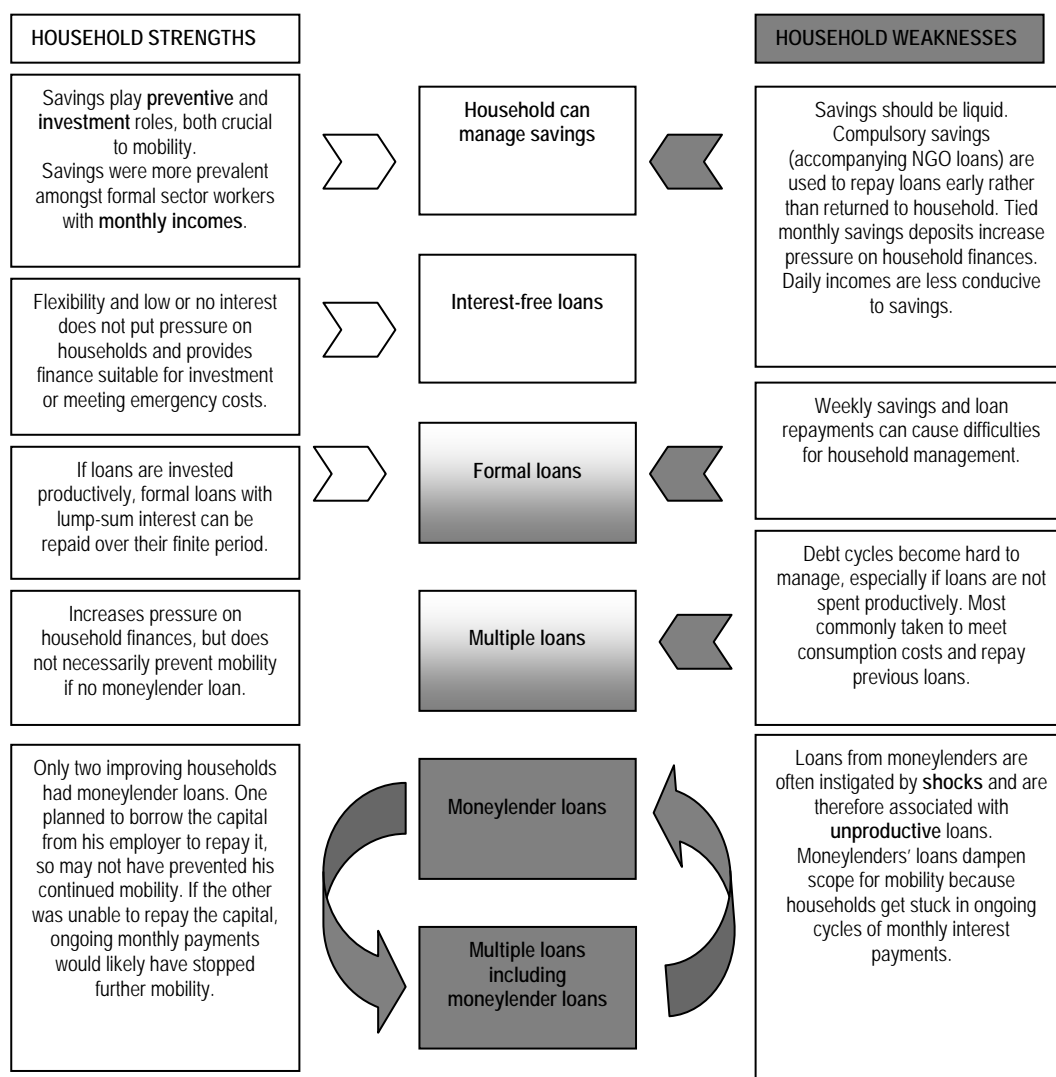 HOUSEHOLD STRENGTHS
Savings play preventive and
investment roles, both crucial
to mobility.
Savings were more prevalent
amongst formal sector workers
with monthly incomes.
Flexibility and low or no interest
does not put pressure on
households and provides
finance suitable for investment
or meeting emergency costs.
If loans are invested
productively, formal loans with
lump-sum interest can be
repaid over their finite period.
Increases pressure on
household finances, but does
not necessarily prevent mobility
if no moneylender loan.
Only two improving households
had moneylender loans. One
planned to borrow the capital
from his employer to repay it,
so may not have prevented his
continued mobility. If the other
was unable to repay the capital,
ongoing monthly payments
would likely have stopped
further mobility.
Household can
manage savings
Interest-free loans
Formal loans
Multiple loans
Moneylender loans
Multiple loans
including
moneylender loans
HOUSEHOLD WEAKNESSES
Savings should be liquid.
Compulsory savings
(accompanying NGO loans) are
used to repay loans early rather
than returned to household. Tied
monthly savings deposits increase
pressure on household finances.
Daily incomes are less conducive
to savings.
Weekly savings and loan
repayments can cause difficulties
for household management.
Debt cycles become hard to
manage, especially if loans are not
spent productively. Most
commonly taken to meet
consumption costs and repay
previous loans.
Loans from moneylenders are
often instigated by shocks and are
therefore associated with
unproductive loans.
Moneylenders' loans dampen
scope for mobility because
households get stuck in ongoing
cycles of monthly interest
payments.